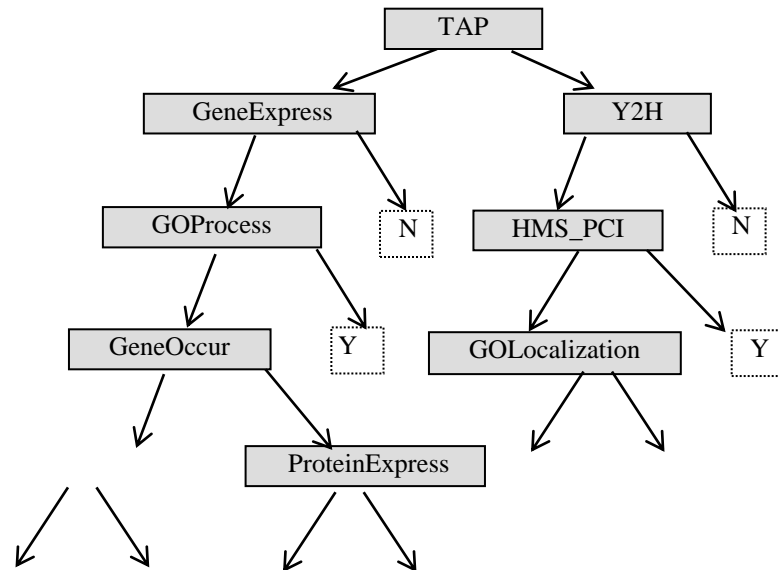 TAP
GeneExpress
Y2H
GOProcess
N
HMS_PCI
N
GeneOccur
Y
GOLocalization
Y
ProteinExpress